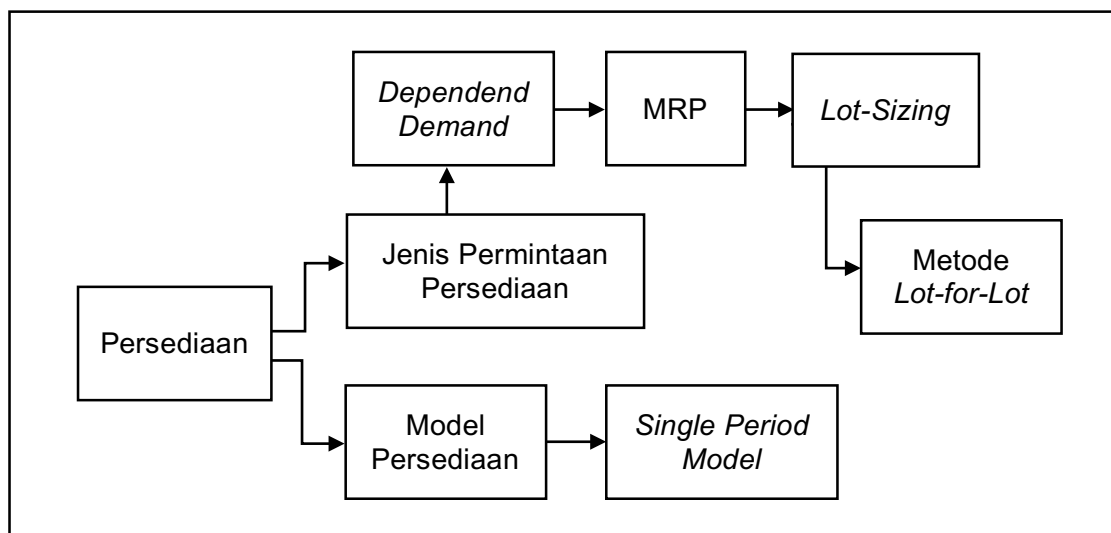 Dependend
Demand
MRP
Lot-Sizing
Jenis Permintaan
Persediaan
Metode
Lot-for-Lot
Persediaan
Model
Persediaan
Single Period
Model